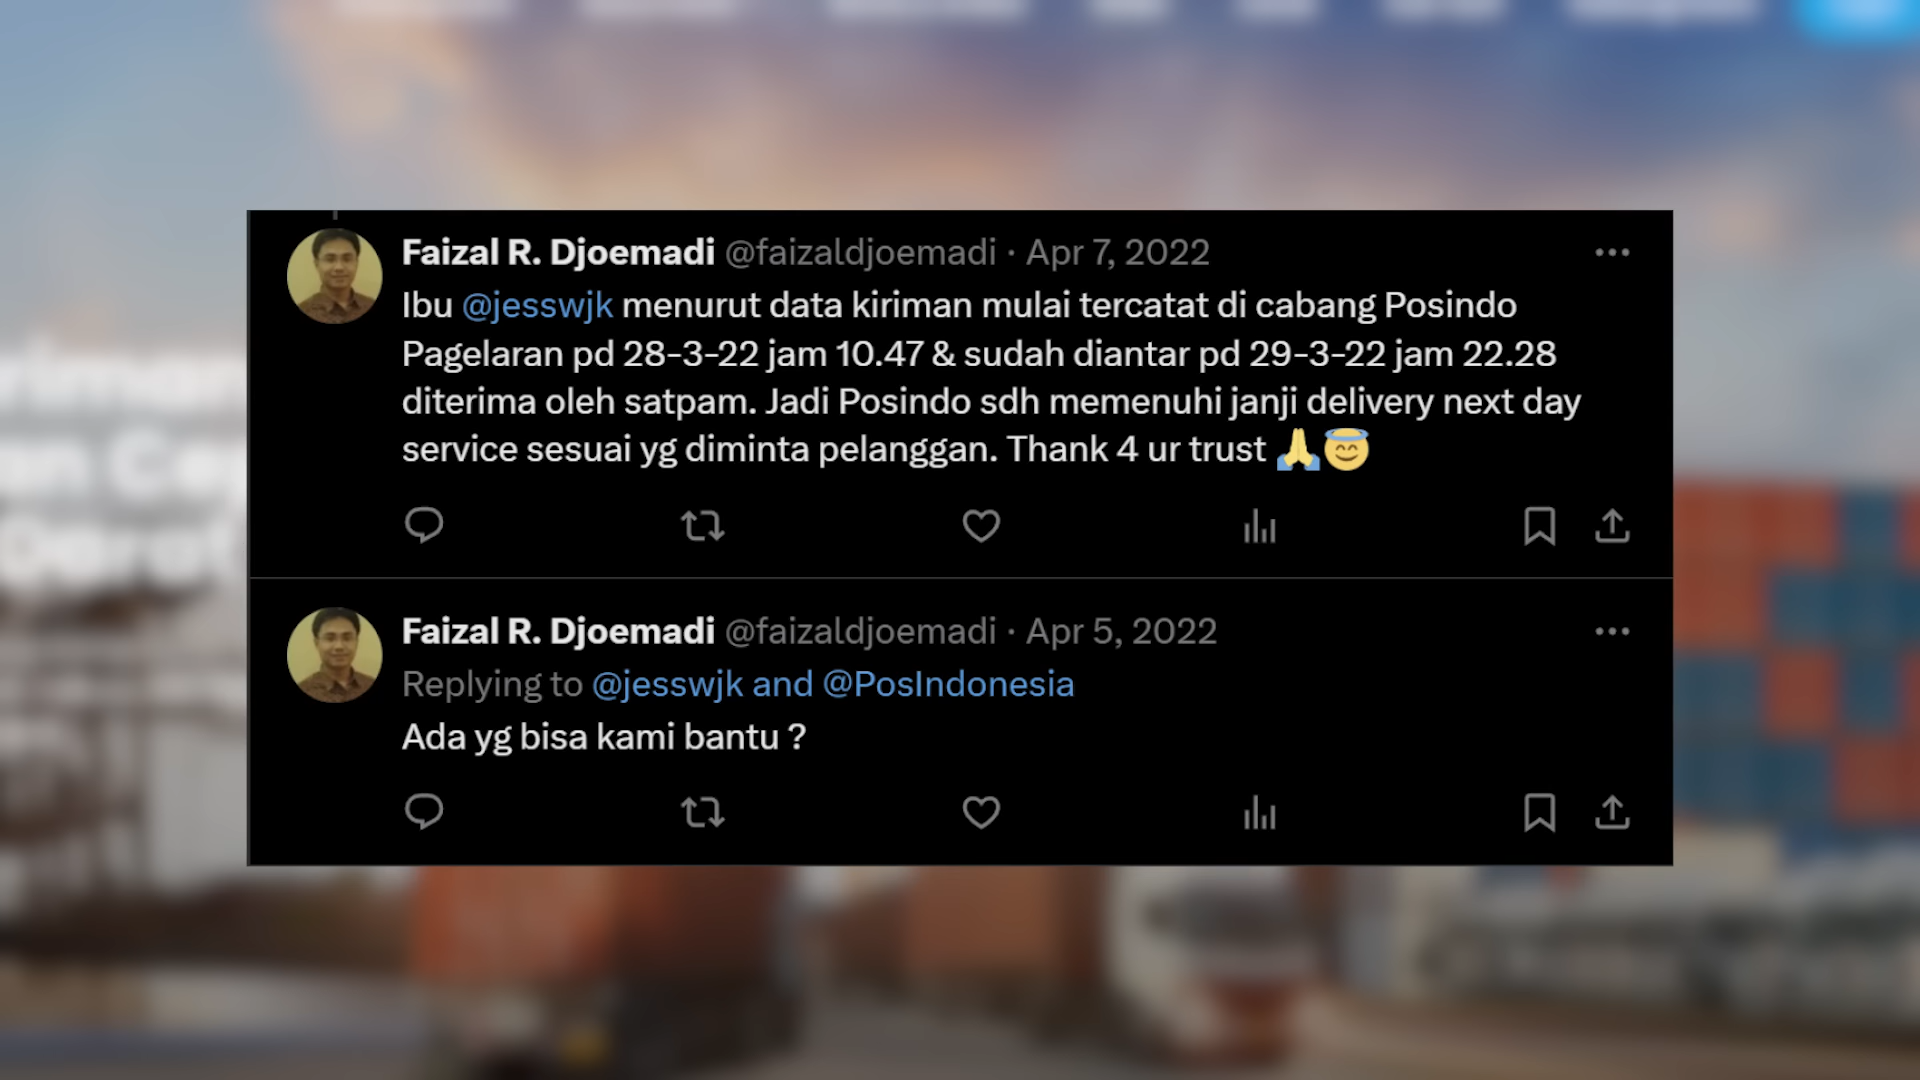 Faizal R. Djoemadi @faizaldjoemadi · Apr 7, 2022
Ibu @jesswjk menurut data kiriman mulai tercatat di cabang Posindo
Pagelaran pd 28-3-22 jam 10.47 & sudah diantar pd 29-3-22 jam 22.28
diterima oleh satpam. Jadi Posindo sdh memenuhi janji delivery next day
service sesuai yg diminta pelanggan. Thank 4 ur trust 🙏😇
Faizal R. Djoemadi @faizaldjoemadi · Apr 5, 2022
Replying to @jesswjk and @PosIndonesia
Ada yg bisa kami bantu ?